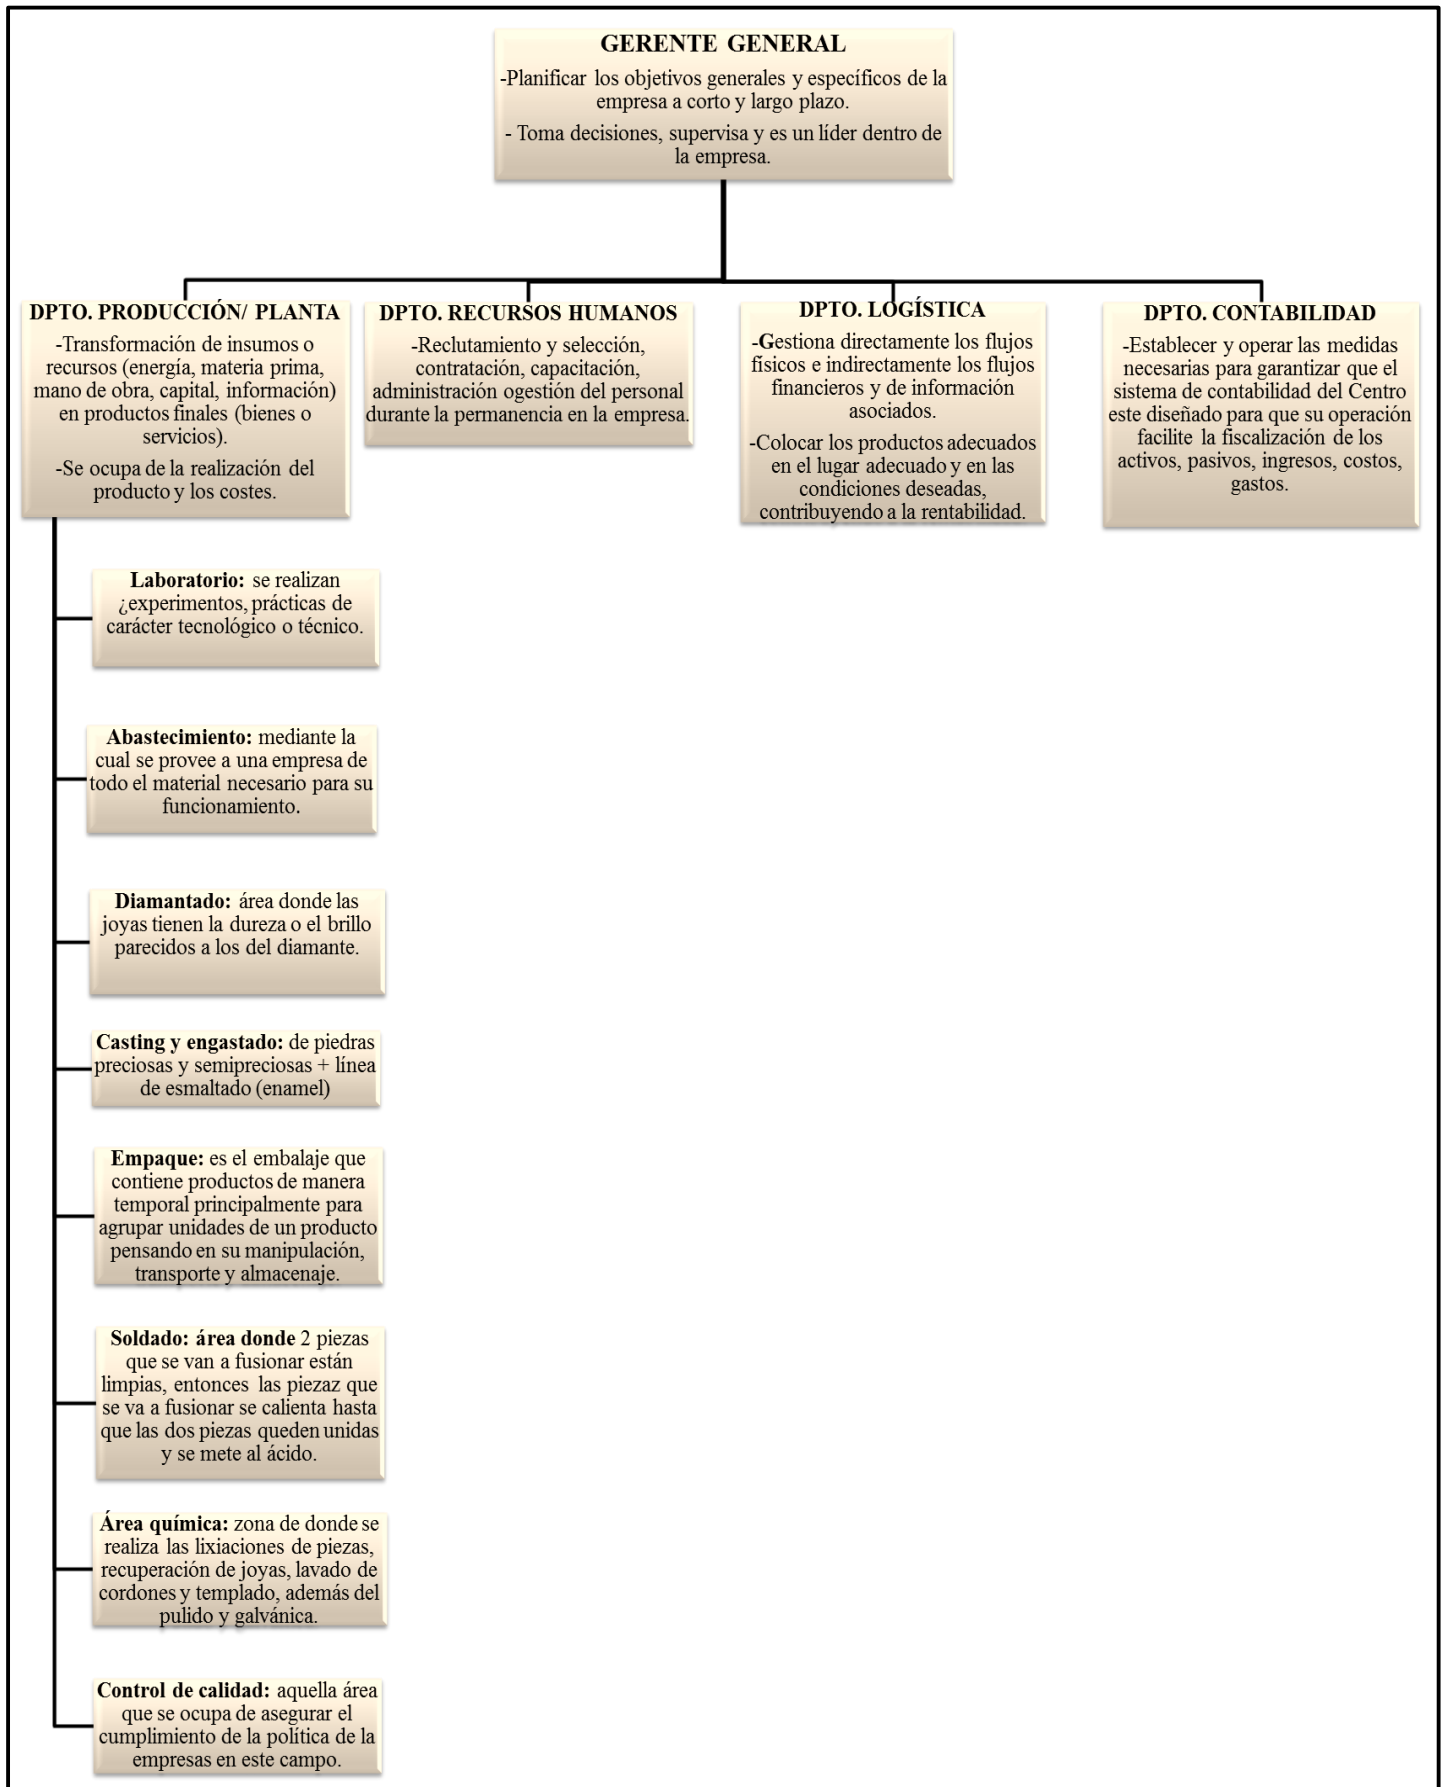 GERENTE GENERAL
-Planificar los objetivos generales y específicos de la
empresa a corto y largo plazo.
- Toma decisiones, supervisa y es un líder dentro de
la empresa.
DPTO. PRODUCCIÓN/ PLANTA
-Transformación de insumos o
recursos (energía, materia prima,
mano de obra, capital, información)
en productos finales (bienes o
servicios).
-Se ocupa de la realización del
producto y los costes.
DPTO. RECURSOS HUMANOS
-Reclutamiento y selección,
contratación, capacitación,
administración ogestión del personal
durante la permanencia en la empresa.
DPTO. LOGÍSTICA
-Gestiona directamente los flujos
físicos e indirectamente los flujos
financieros y de información
asociados.
-Colocar los productos adecuados
en el lugar adecuado y en las
condiciones deseadas,
contribuyendo a la rentabilidad.
DPTO. CONTABILIDAD
-Establecer y operar las medidas
necesarias para garantizar que el
sistema de contabilidad del Centro
este diseñado para que su operación
facilite la fiscalización de los
activos, pasivos, ingresos, costos,
gastos.
Laboratorio: se realizan
¿experimentos, prácticas de
carácter tecnológico o técnico.
Abastecimiento: mediante la
cual se provee a una empresa de
todo el material necesario para su
funcionamiento.
Diamantado: área donde las
joyas tienen la dureza o el brillo
parecidos a los del diamante.
Casting y engastado: de piedras
preciosas y semipreciosas + línea
de esmaltado (enamel)
Empaque: es el embalaje que
contiene productos de manera
temporal principalmente para
agrupar unidades de un producto
pensando en su manipulación,
transporte y almacenaje.
Soldado: área donde 2 piezas
que se van a fusionar están
limpias, entonces las piezaz que
se va a fusionar se calienta hasta
que las dos piezas queden unidas
y se mete al ácido.
Área química: zona de donde se
realiza las lixiaciones de piezas,
recuperación de joyas, lavado de
cordones y templado, además del
pulido y galvánica.
Control de calidad: aquella área
que se ocupa de asegurar el
cumplimiento de la política de la
empresas en este campo.